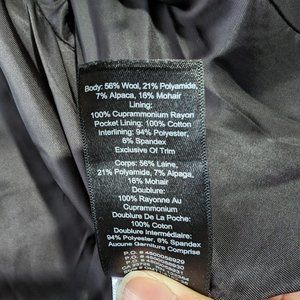 Body: 56% Wool, 21% Polyamide,
7% Alpaca, 16% Mohair
Lining:
100% Cuprammonium Rayon
Pocket Lining: 100% Cotton
Interlining: 94% Polyester,
6% Spandex
Exclusive Of Trim
Corps: 56% Laine,
21% Polyamide, 7% Alpaga,
16% Mohair
Doublure:
100% Rayonne Au
Cuprammonium
Doublure De La Poche:
100% Coton
Doublure Intermédiaire:
94% Polyester, 6% Spandex
Aucune Garniture Comprise
P.O. # 4500058929
P.O. #
P.O. #